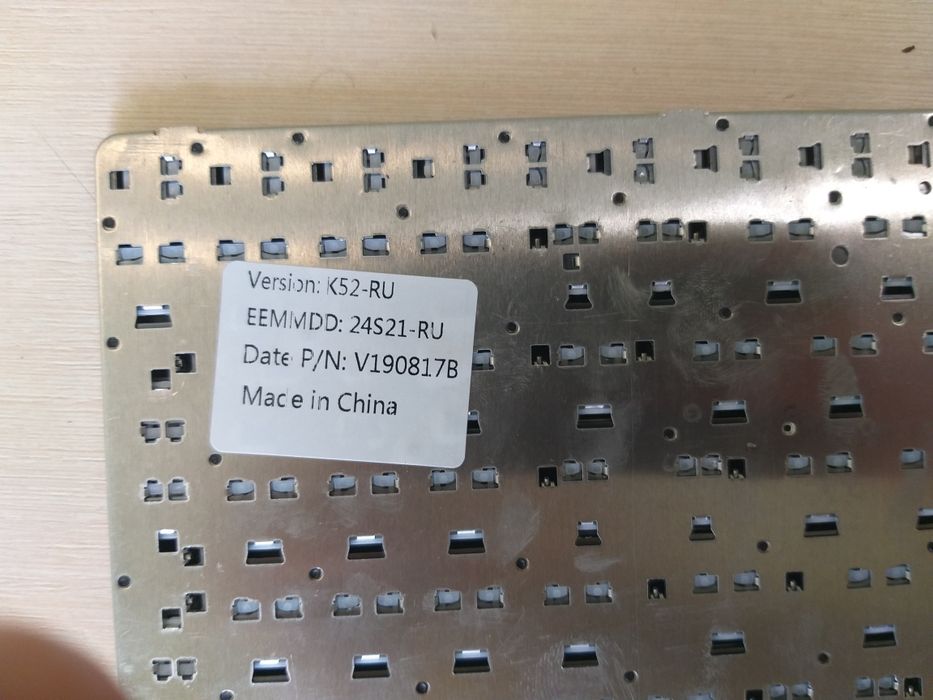 Version: K52-RU
EEMMDD: 24S21-RU
Date P/N: V190817B
Made in China